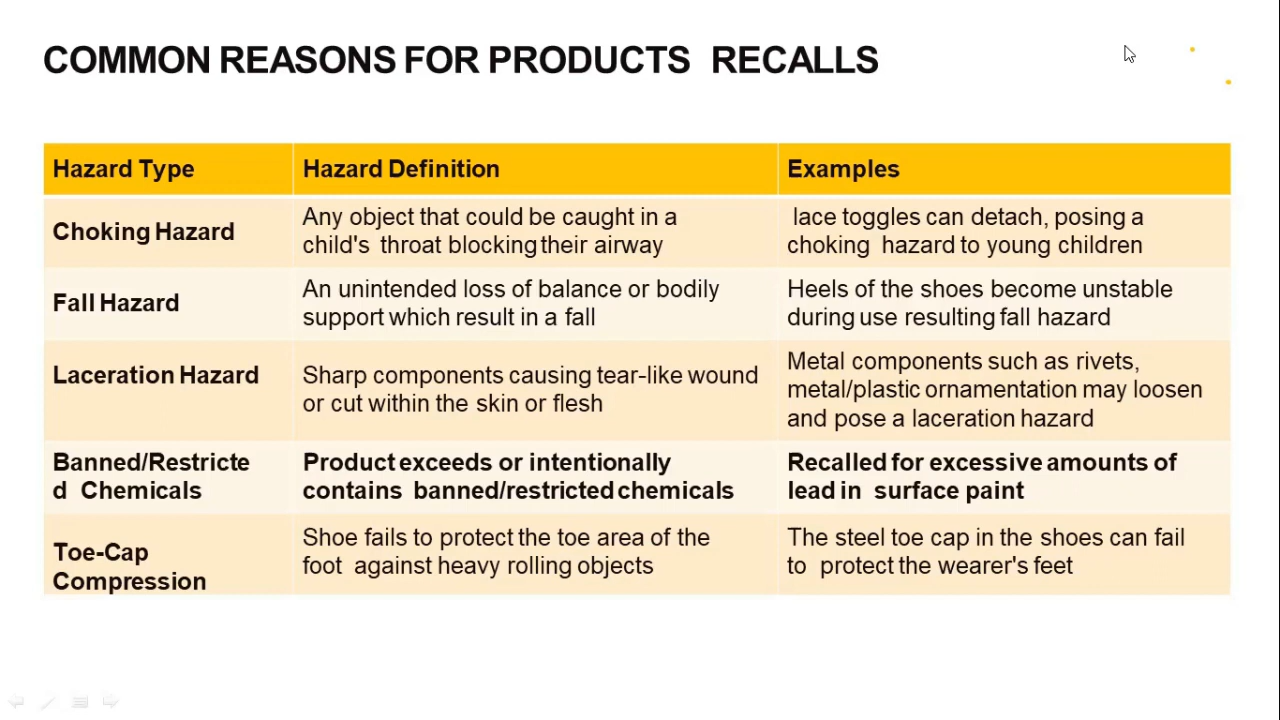 COMMON REASONS FOR PRODUCTS RECALLS
Hazard Type
Hazard Definition
Examples
Choking Hazard
Any object that could be caught in a
child's throat blocking their airway
lace toggles can detach, posing a
choking hazard to young children
Fall Hazard
An unintended loss of balance or bodily
support which result in a fall
Heels of the shoes become unstable
during use resulting fall hazard
Laceration Hazard
Sharp components causing tear-like wound
or cut within the skin or flesh
Metal components such as rivets,
metal/plastic ornamentation may loosen
and pose a laceration hazard
Banned/Restricte
d Chemicals
Product exceeds or intentionally
contains banned/restricted chemicals
Recalled for excessive amounts of
lead in surface paint
Toe-Cap
Compression
Shoe fails to protect the toe area of the
foot against heavy rolling objects
The steel toe cap in the shoes can fail
to protect the wearer's feet